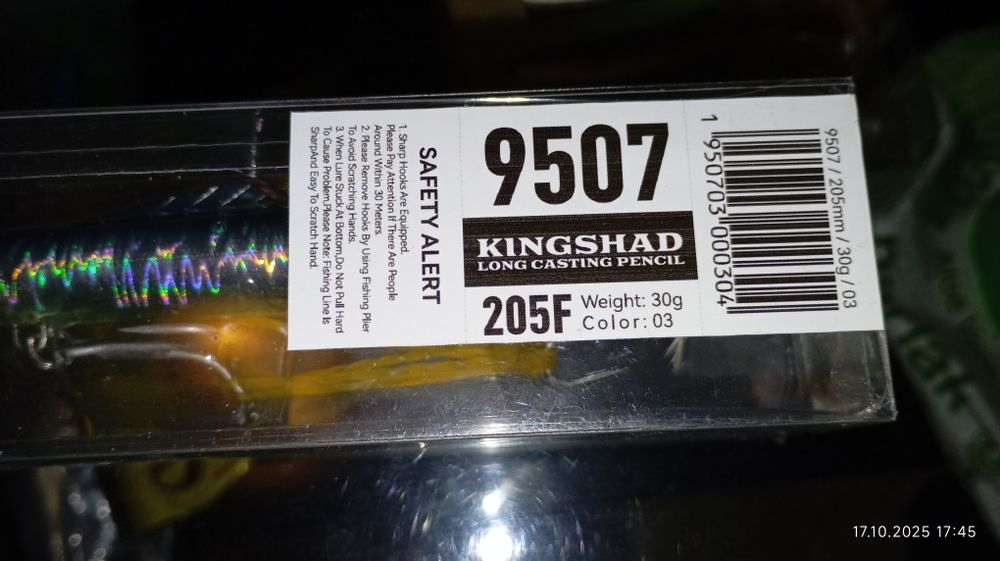 SAFETY ALERT
1. Sharp Hooks Are Equipped.
Please Pay Attention If There Are People
Around Within 30 Meters.
2. Please Remove Hooks By Using Fishing Plier
To Avoid Scratching Hands.
3. When Lure Stuck At Bottom,Do Not Pull Hard
To Cause Problem.Please Note: Fishing Line Is
SharpAnd Easy To Scratch Hand.
9507
KINGSHAD
LONG CASTING PENCIL
205F
Weight: 30g
Color: 03
1 950703 000304
9507 / 205mm / 30g / 03
17.10.2025 17:45